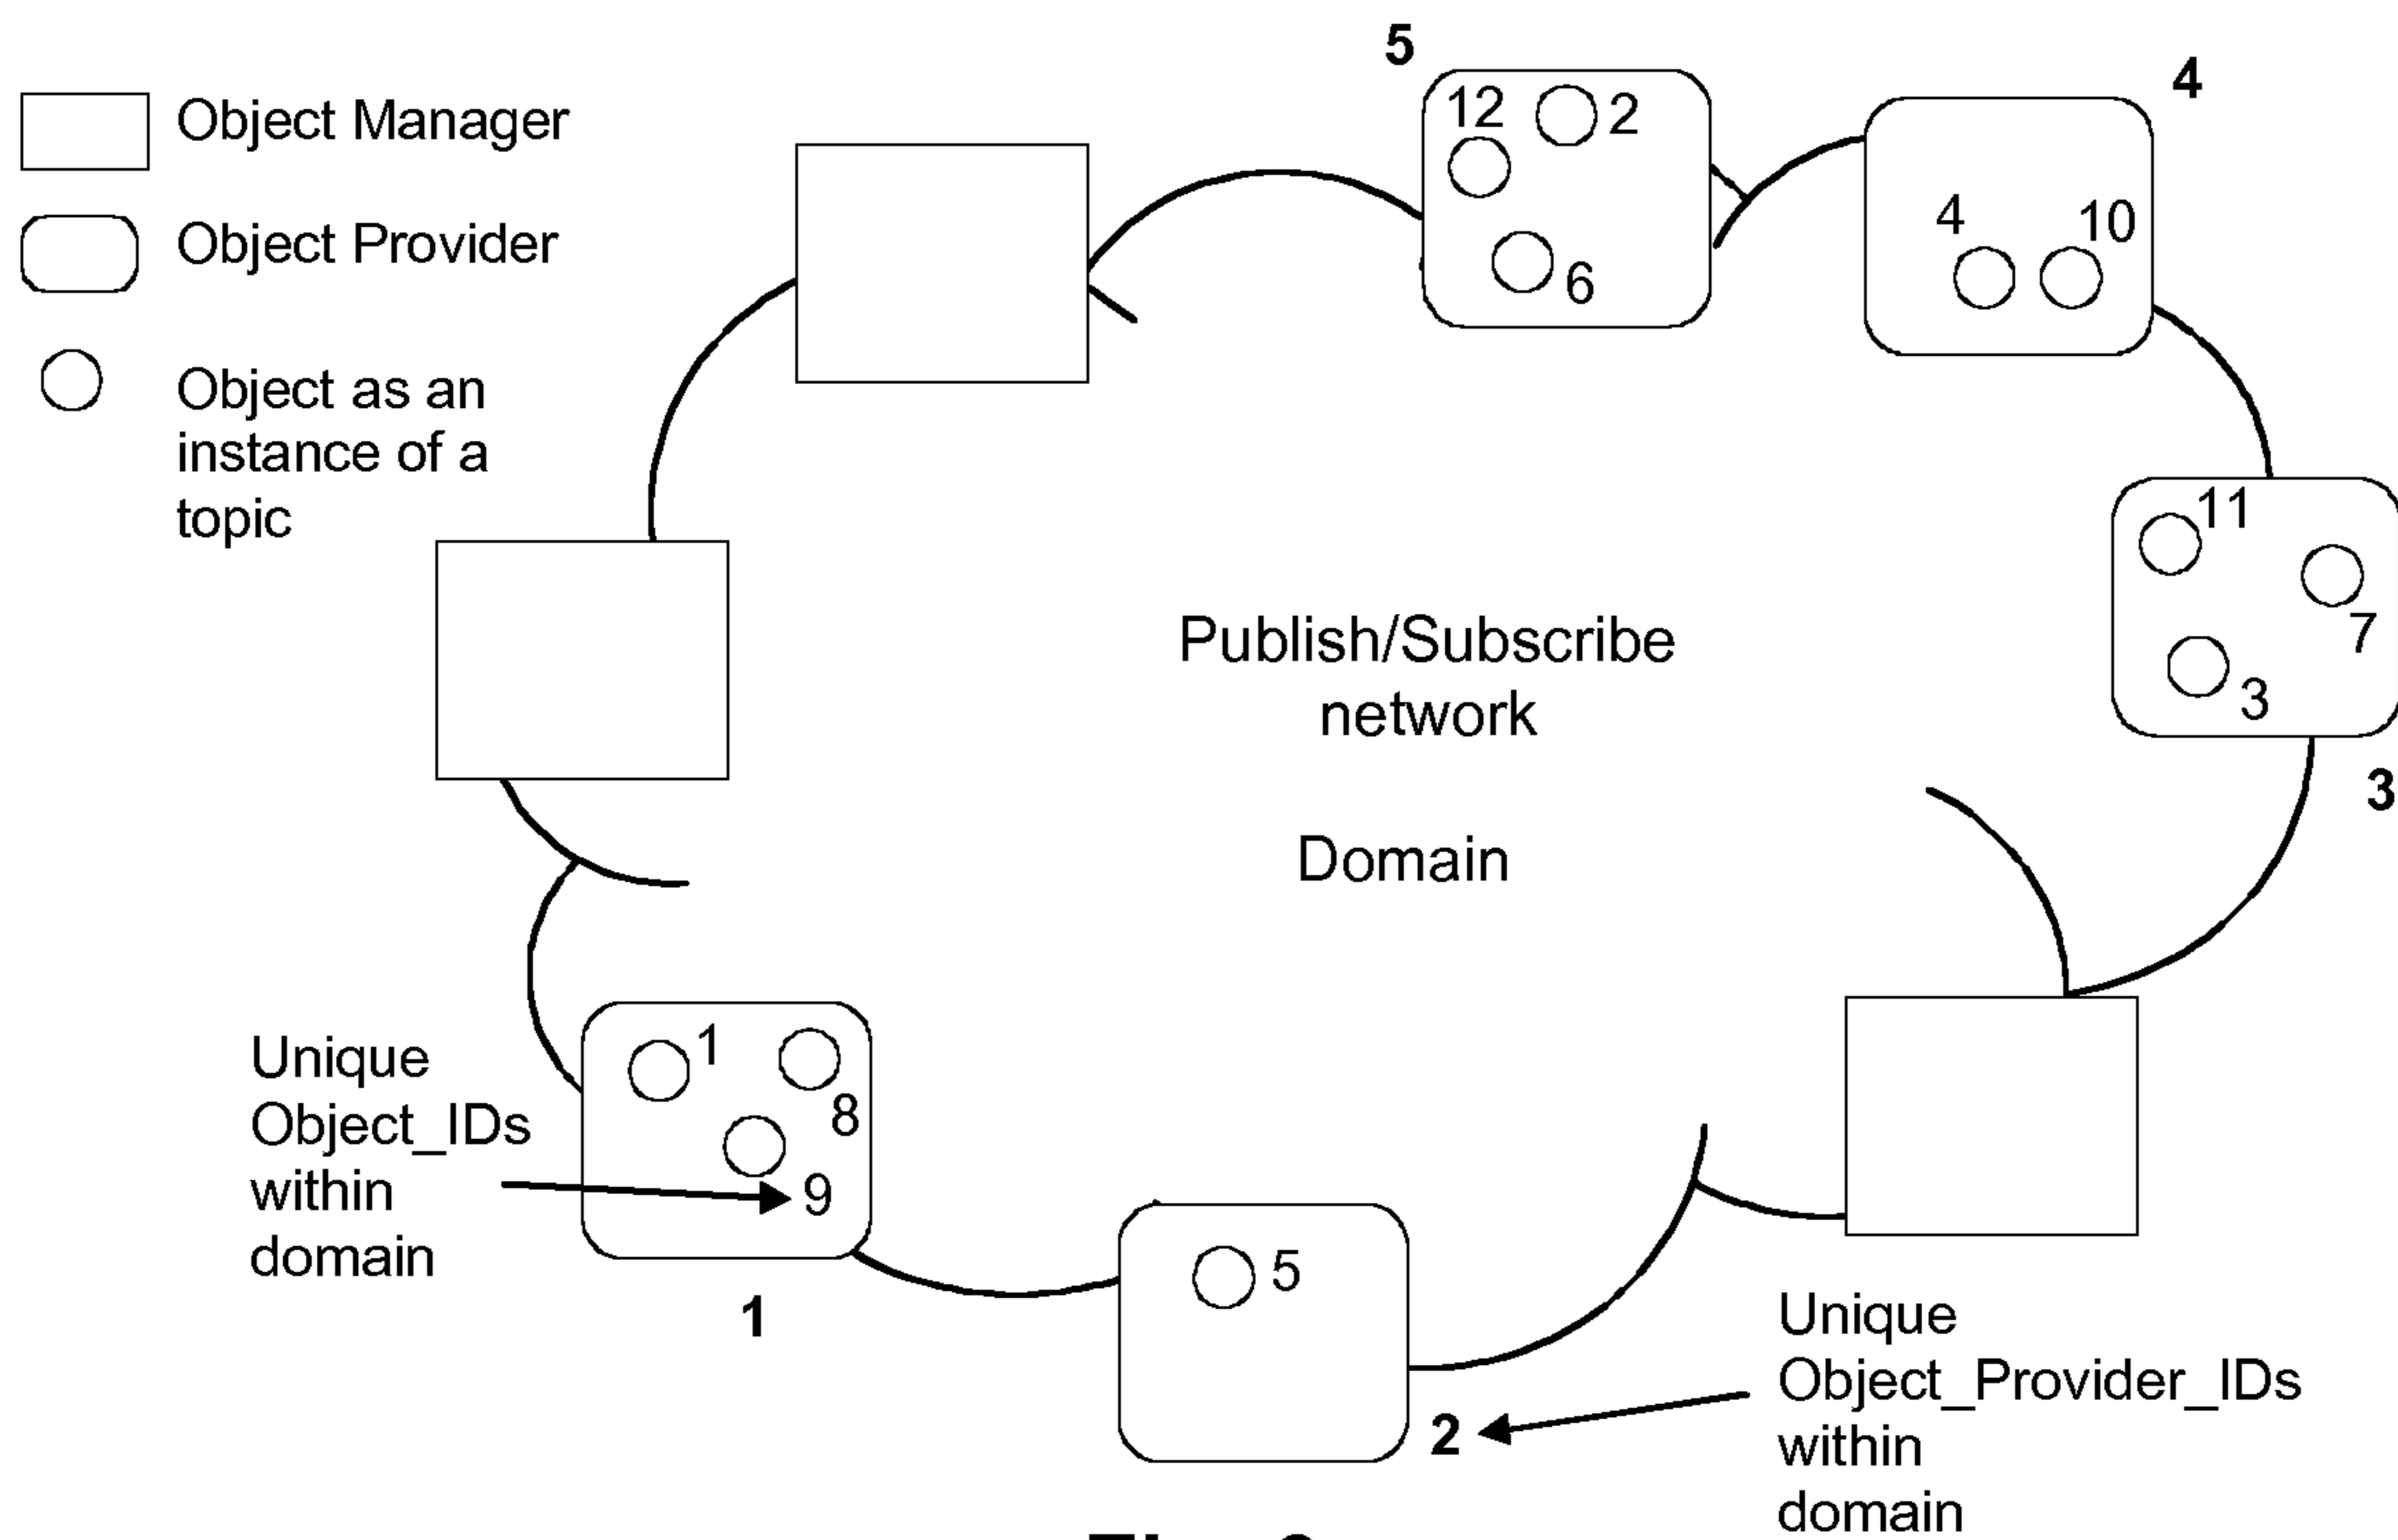 Object Manager
Object Provider
Object as an
instance of a
topic
5
12
2
6
4
4
10
11
7
3
3
Publish/Subscribe
network
Domain
Unique
Object_IDs
within
domain
1
8
9
1
5
2
Unique
Object_Provider_IDs
within
domain